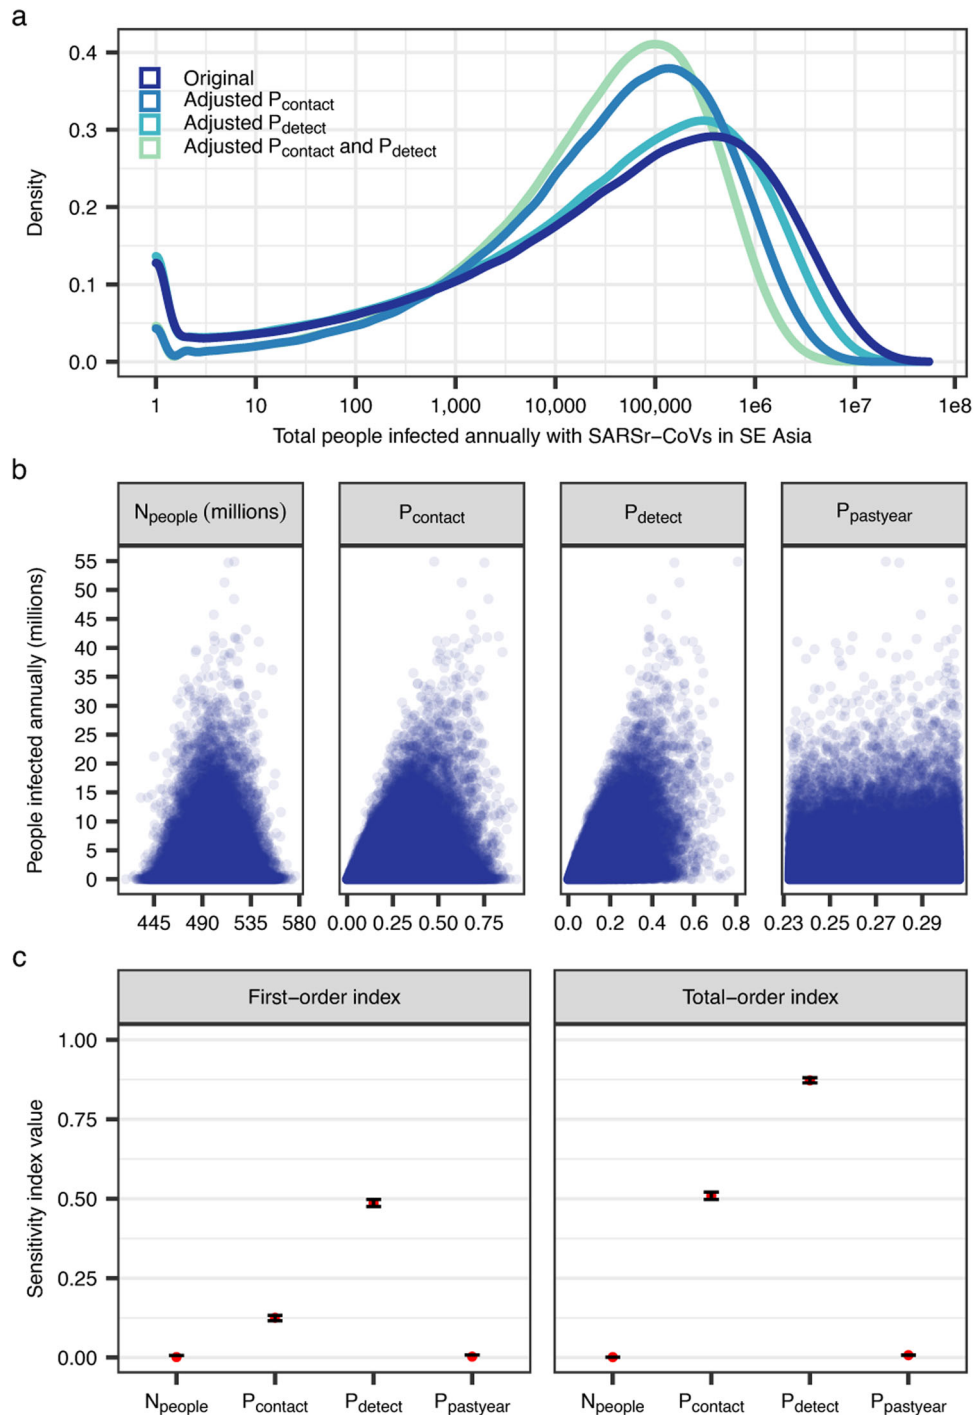 a
0.4
0.3
0.2
0.1
0.0
Density
Original
Adjusted Pcontact
Adjusted Pdetect
Adjusted Pcontact and Pdetect
1 10 100 1,000 10,000 100,000 1e6 1e7 1e8
Total people infected annually with SARSr−CoVs in SE Asia
b
Npeople (millions) Pcontact Pdetect Ppastyear
People infected annually (millions)
55
50
45
40
35
30
25
20
15
10
5
0
445 490 535 580 0.00 0.25 0.50 0.75 0.0 0.2 0.4 0.6 0.8 0.23 0.25 0.27 0.29
c
First−order index Total−order index
Sensitivity index value
1.00
0.75
0.50
0.25
0.00
Npeople Pcontact Pdetect Ppastyear Npeople Pcontact Pdetect Ppastyear